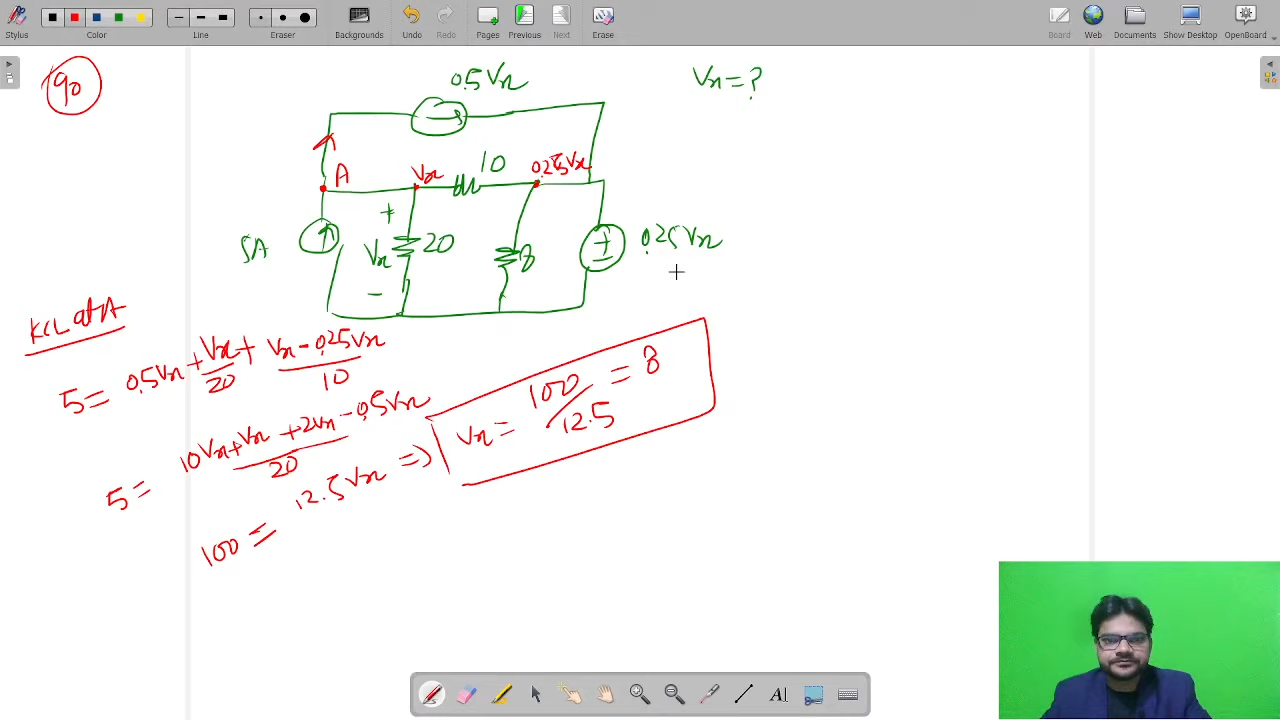 Stylus Color Line Eraser Backgrounds Undo Redo Pages Previous Next Erase Board Web Documents Show Desktop OpenBoard
90
0.5Vx
Vx=?
A
Vx
10
0.25Vx
5A
+
Vx
-
20
8
+
-
0.25Vx
KCL at A
5= 0.5Vx + Vx/20 + Vx-0.25Vx/10
5= 10Vx+Vx+2Vx-0.5Vx/20
100 = 12.5Vx => Vx = 100/12.5 = 8
A